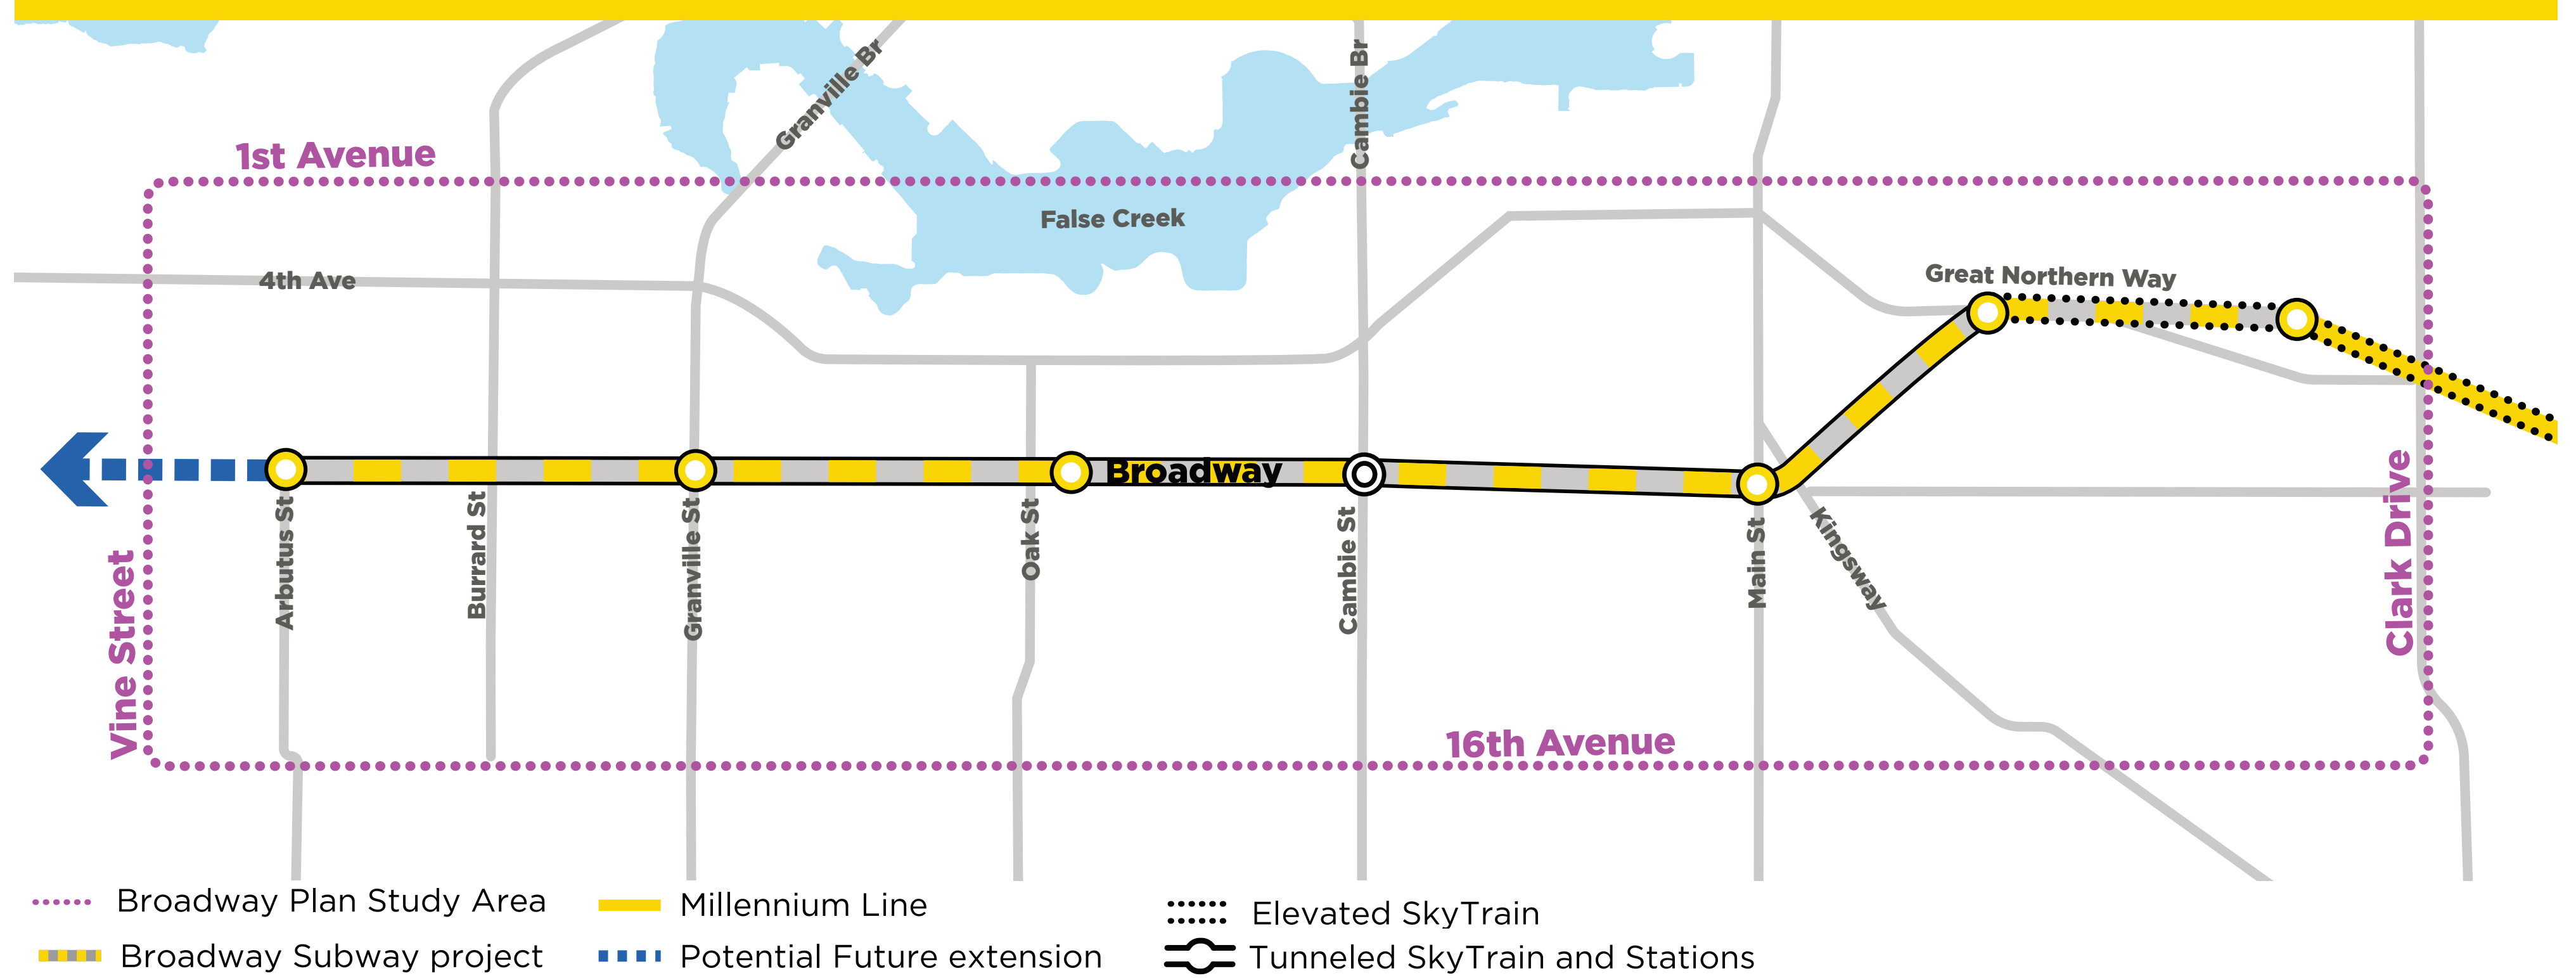 Granville Br
Cambie Br
1st Avenue
False Creek
4th Ave
Great Northern Way
Broadway
Arbutus St
Burrard St
Granville St
Oak St
Cambie St
Main St
Kingsway
Clark Drive
Vine Street
16th Avenue
Broadway Plan Study Area
Millennium Line
Elevated SkyTrain
Broadway Subway project
Potential Future extension
Tunneled SkyTrain and Stations